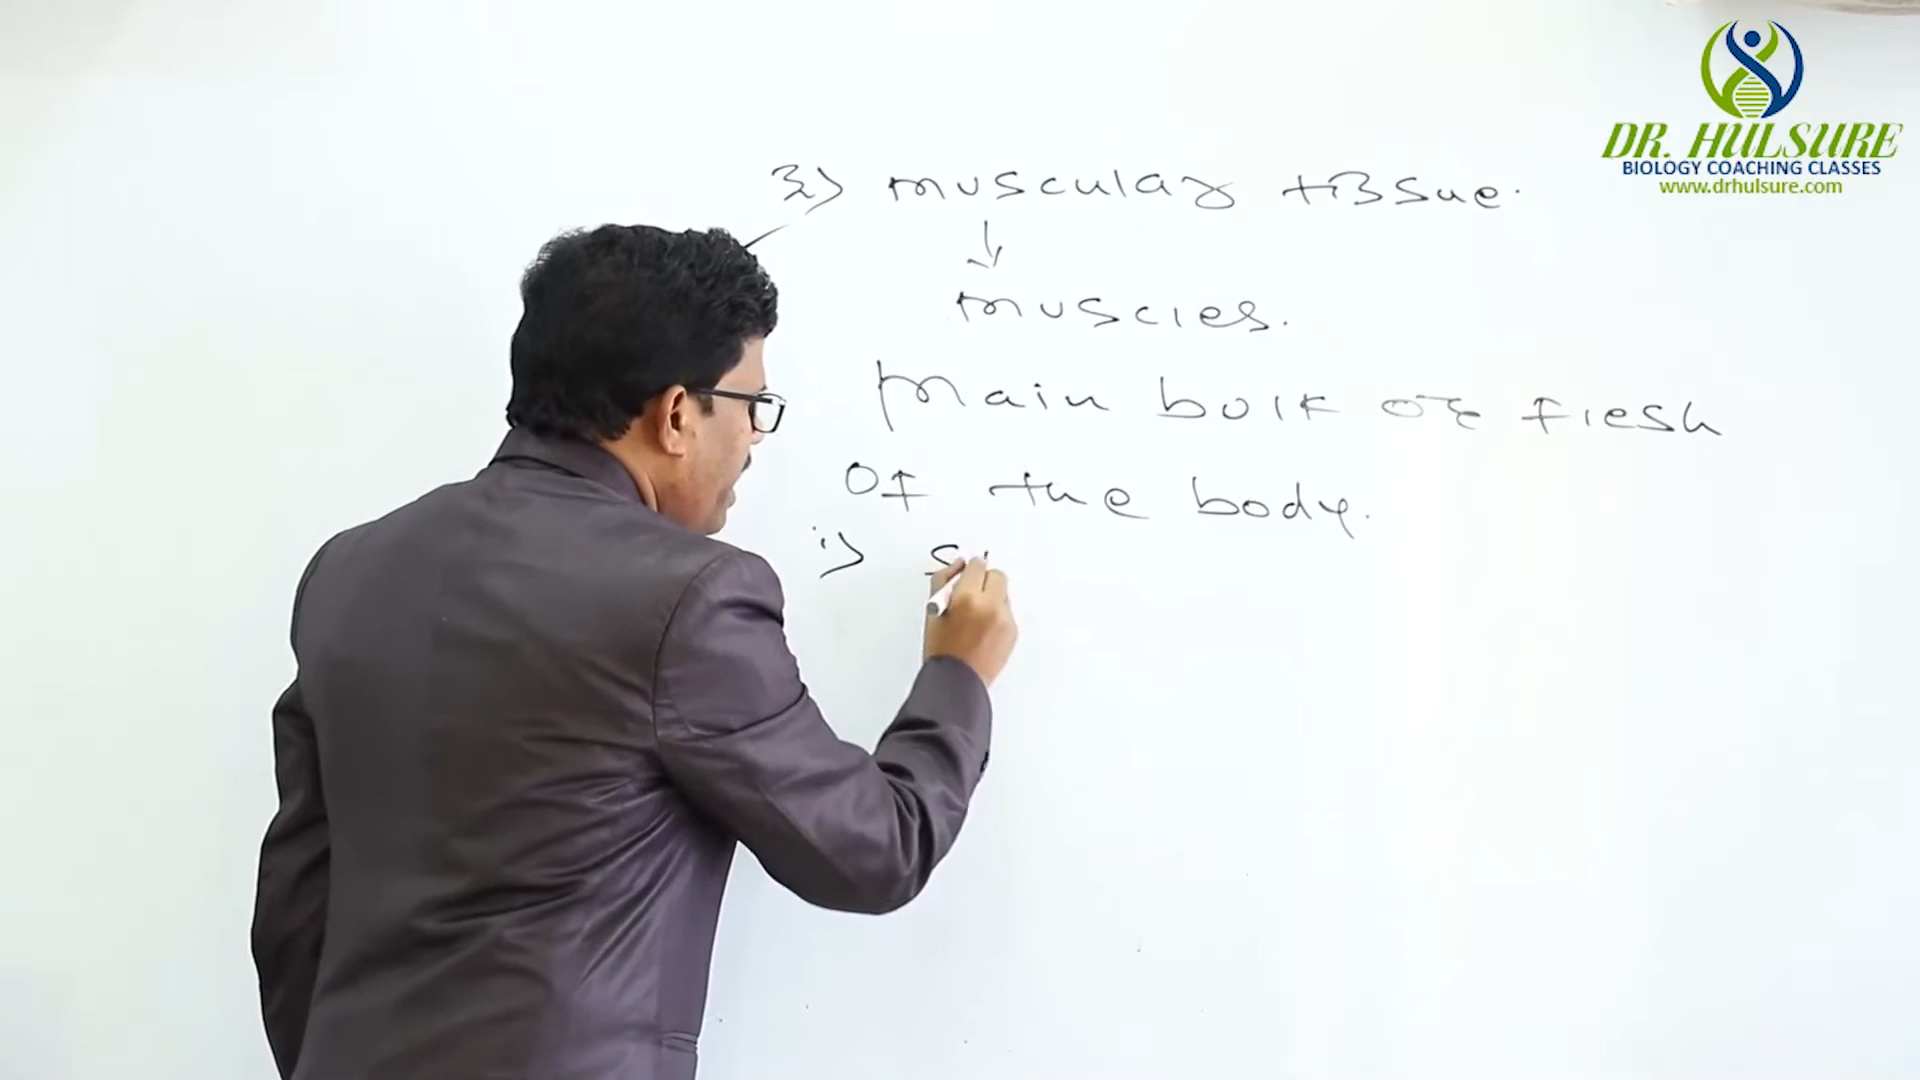 DR. HULSURE
BIOLOGY COACHING CLASSES
www.drhulsure.com
3) muscular tissue.
↓
muscles.
main bulk of flesh
of the body.
i) s